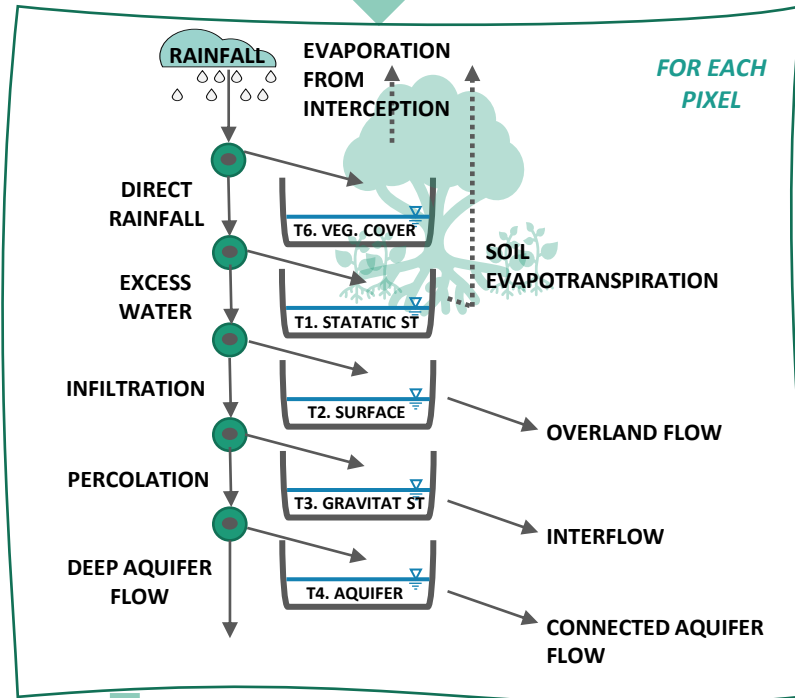 RAINFALL
EVAPORATION
FROM
INTERCEPTION
FOR EACH
PIXEL
DIRECT
RAINFALL
T6. VEG. COVER
EXCESS
WATER
SOIL
EVAPOTRANSPIRATION
T1. STATATIC ST
INFILTRATION
T2. SURFACE
OVERLAND FLOW
PERCOLATION
T3. GRAVITAT ST
INTERFLOW
DEEP AQUIFER
FLOW
T4. AQUIFER
CONNECTED AQUIFER
FLOW